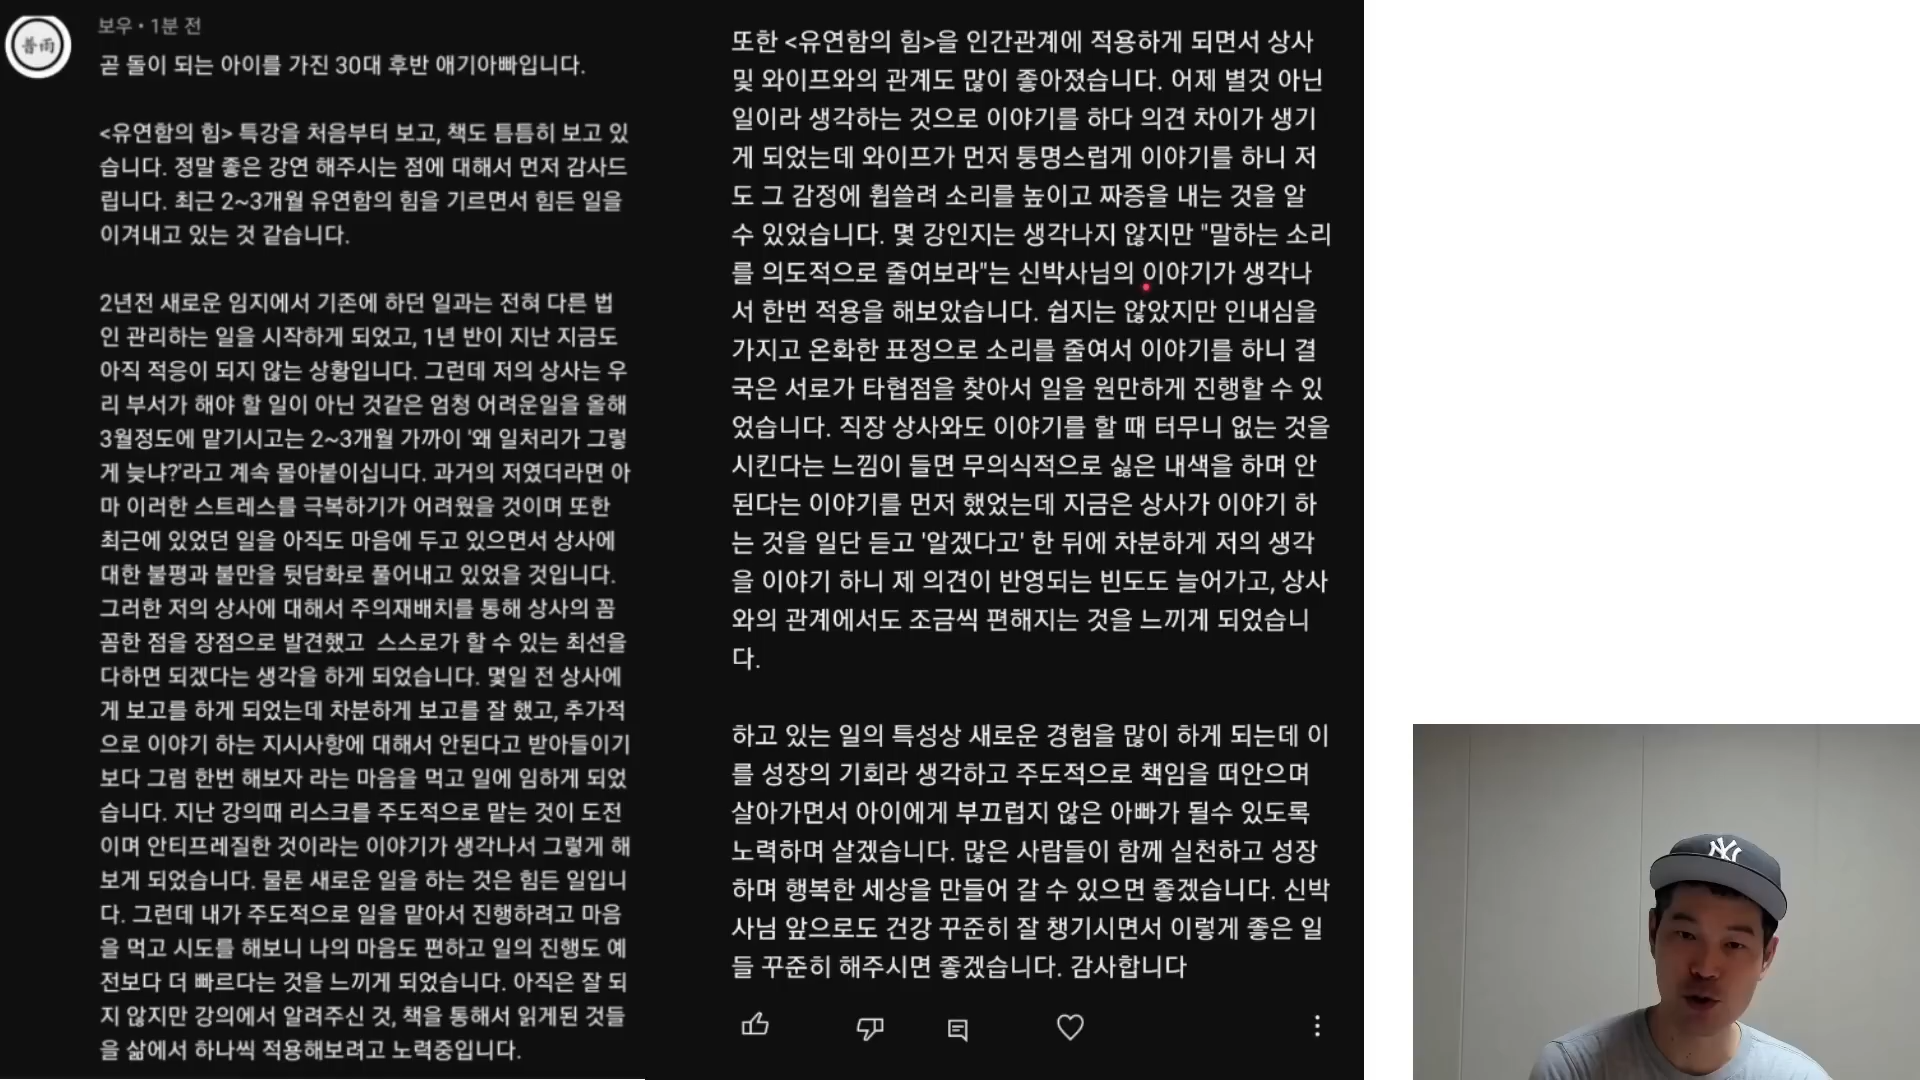 普雨
보우 • 1분 전
곧 돌이 되는 아이를 가진 30대 후반 애기아빠입니다.
<유연함의 힘> 특강을 처음부터 보고, 책도 틈틈히 보고 있
습니다. 정말 좋은 강연 해주시는 점에 대해서 먼저 감사드
립니다. 최근 2~3개월 유연함의 힘을 기르면서 힘든 일을
이겨내고 있는 것 같습니다.
2년전 새로운 임지에서 기존에 하던 일과는 전혀 다른 법
인 관리하는 일을 시작하게 되었고, 1년 반이 지난 지금도
아직 적응이 되지 않는 상황입니다. 그런데 저의 상사는 우
리 부서가 해야 할 일이 아닌 것같은 엄청 어려운일을 올해
3월정도에 맡기시고는 2~3개월 가까이 '왜 일처리가 그렇
게 늦냐?'라고 계속 몰아붙이십니다. 과거의 저였더라면 아
마 이러한 스트레스를 극복하기가 어려웠을 것이며 또한
최근에 있었던 일을 아직도 마음에 두고 있으면서 상사에
대한 불평과 불만을 뒷담화로 풀어내고 있었을 것입니다.
그러한 저의 상사에 대해서 주의재배치를 통해 상사의 꼼
꼼한 점을 장점으로 발견했고 스스로가 할 수 있는 최선을
다하면 되겠다는 생각을 하게 되었습니다. 몇일 전 상사에
게 보고를 하게 되었는데 차분하게 보고를 잘 했고, 추가적
으로 이야기 하는 지시사항에 대해서 안된다고 받아들이기
보다 그럼 한번 해보자 라는 마음을 먹고 일에 임하게 되었
습니다. 지난 강의때 리스크를 주도적으로 맡는 것이 도전
이며 안티프레질한 것이라는 이야기가 생각나서 그렇게 해
보게 되었습니다. 물론 새로운 일을 하는 것은 힘든 일입니
다. 그런데 내가 주도적으로 일을 맡아서 진행하려고 마음
을 먹고 시도를 해보니 나의 마음도 편하고 일의 진행도 예
전보다 더 빠르다는 것을 느끼게 되었습니다. 아직은 잘 되
지 않지만 강의에서 알려주신 것, 책을 통해서 읽게된 것들
을 삶에서 하나씩 적용해보려고 노력중입니다.
또한 <유연함의 힘>을 인간관계에 적용하게 되면서 상사
및 와이프와의 관계도 많이 좋아졌습니다. 어제 별것 아닌
일이라 생각하는 것으로 이야기를 하다 의견 차이가 생기
게 되었는데 와이프가 먼저 퉁명스럽게 이야기를 하니 저
도 그 감정에 휩쓸려 소리를 높이고 짜증을 내는 것을 알
수 있었습니다. 몇 강인지는 생각나지 않지만 "말하는 소리
를 의도적으로 줄여보라"는 신박사님의 이야기가 생각나
서 한번 적용을 해보았습니다. 쉽지는 않았지만 인내심을
가지고 온화한 표정으로 소리를 줄여서 이야기를 하니 결
국은 서로가 타협점을 찾아서 일을 원만하게 진행할 수 있
었습니다. 직장 상사와도 이야기를 할 때 터무니 없는 것을
시킨다는 느낌이 들면 무의식적으로 싫은 내색을 하며 안
된다는 이야기를 먼저 했었는데 지금은 상사가 이야기 하
는 것을 일단 듣고 '알겠다고' 한 뒤에 차분하게 저의 생각
을 이야기 하니 제 의견이 반영되는 빈도도 늘어가고, 상사
와의 관계에서도 조금씩 편해지는 것을 느끼게 되었습니
다.
하고 있는 일의 특성상 새로운 경험을 많이 하게 되는데 이
를 성장의 기회라 생각하고 주도적으로 책임을 떠안으며
살아가면서 아이에게 부끄럽지 않은 아빠가 될수 있도록
노력하며 살겠습니다. 많은 사람들이 함께 실천하고 성장
하며 행복한 세상을 만들어 갈 수 있으면 좋겠습니다. 신박
사님 앞으로도 건강 꾸준히 잘 챙기시면서 이렇게 좋은 일
들 꾸준히 해주시면 좋겠습니다. 감사합니다
NY